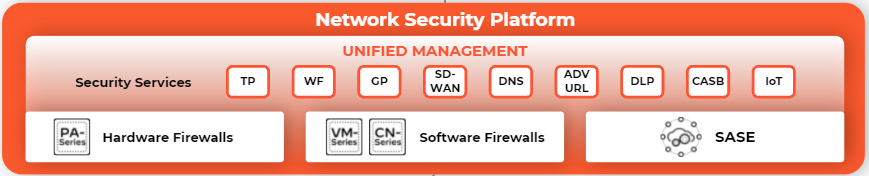 Network Security Platform
UNIFIED MANAGEMENT
Security Services
TP
WF
GP
SD-
WAN
DNS
ADV
URL
DLP
CASB
IoT
PA-
Series
Hardware Firewalls
VM-
Series
CN-
Series
Software Firewalls
SASE